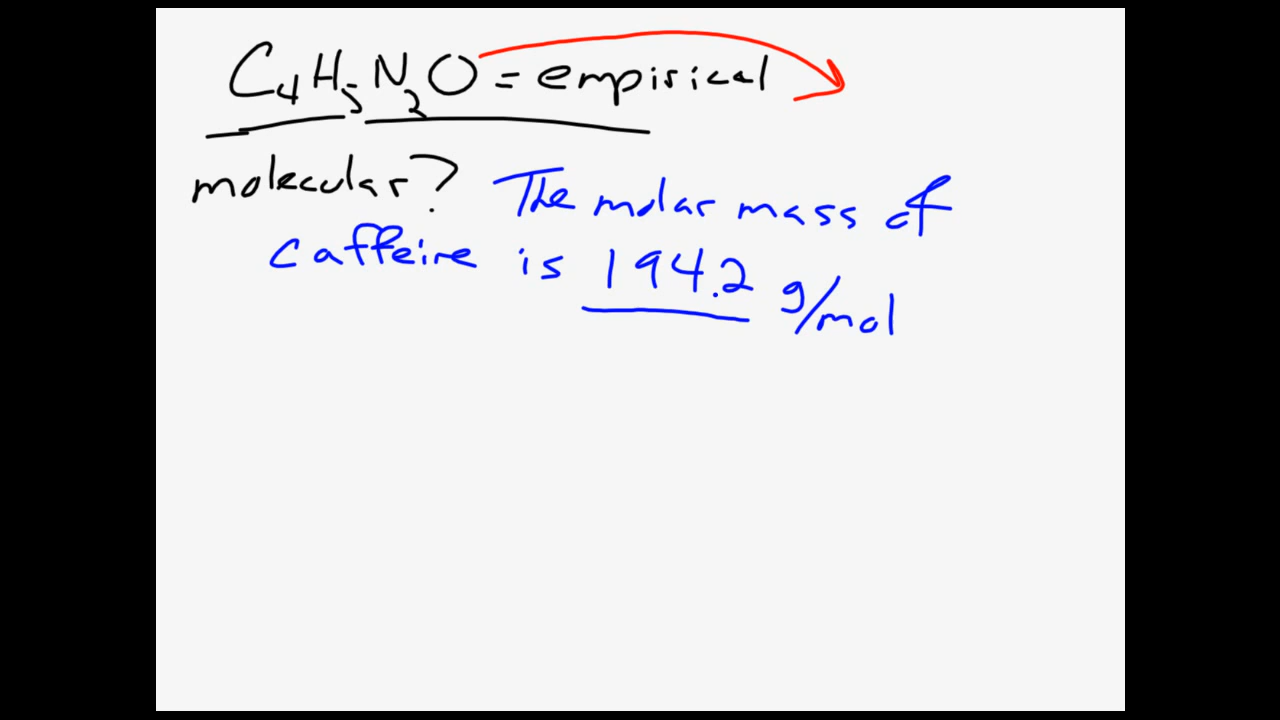 C₄H₅N₂O = empirical
molecular? The molar mass of
caffeine is 194.2 g/mol